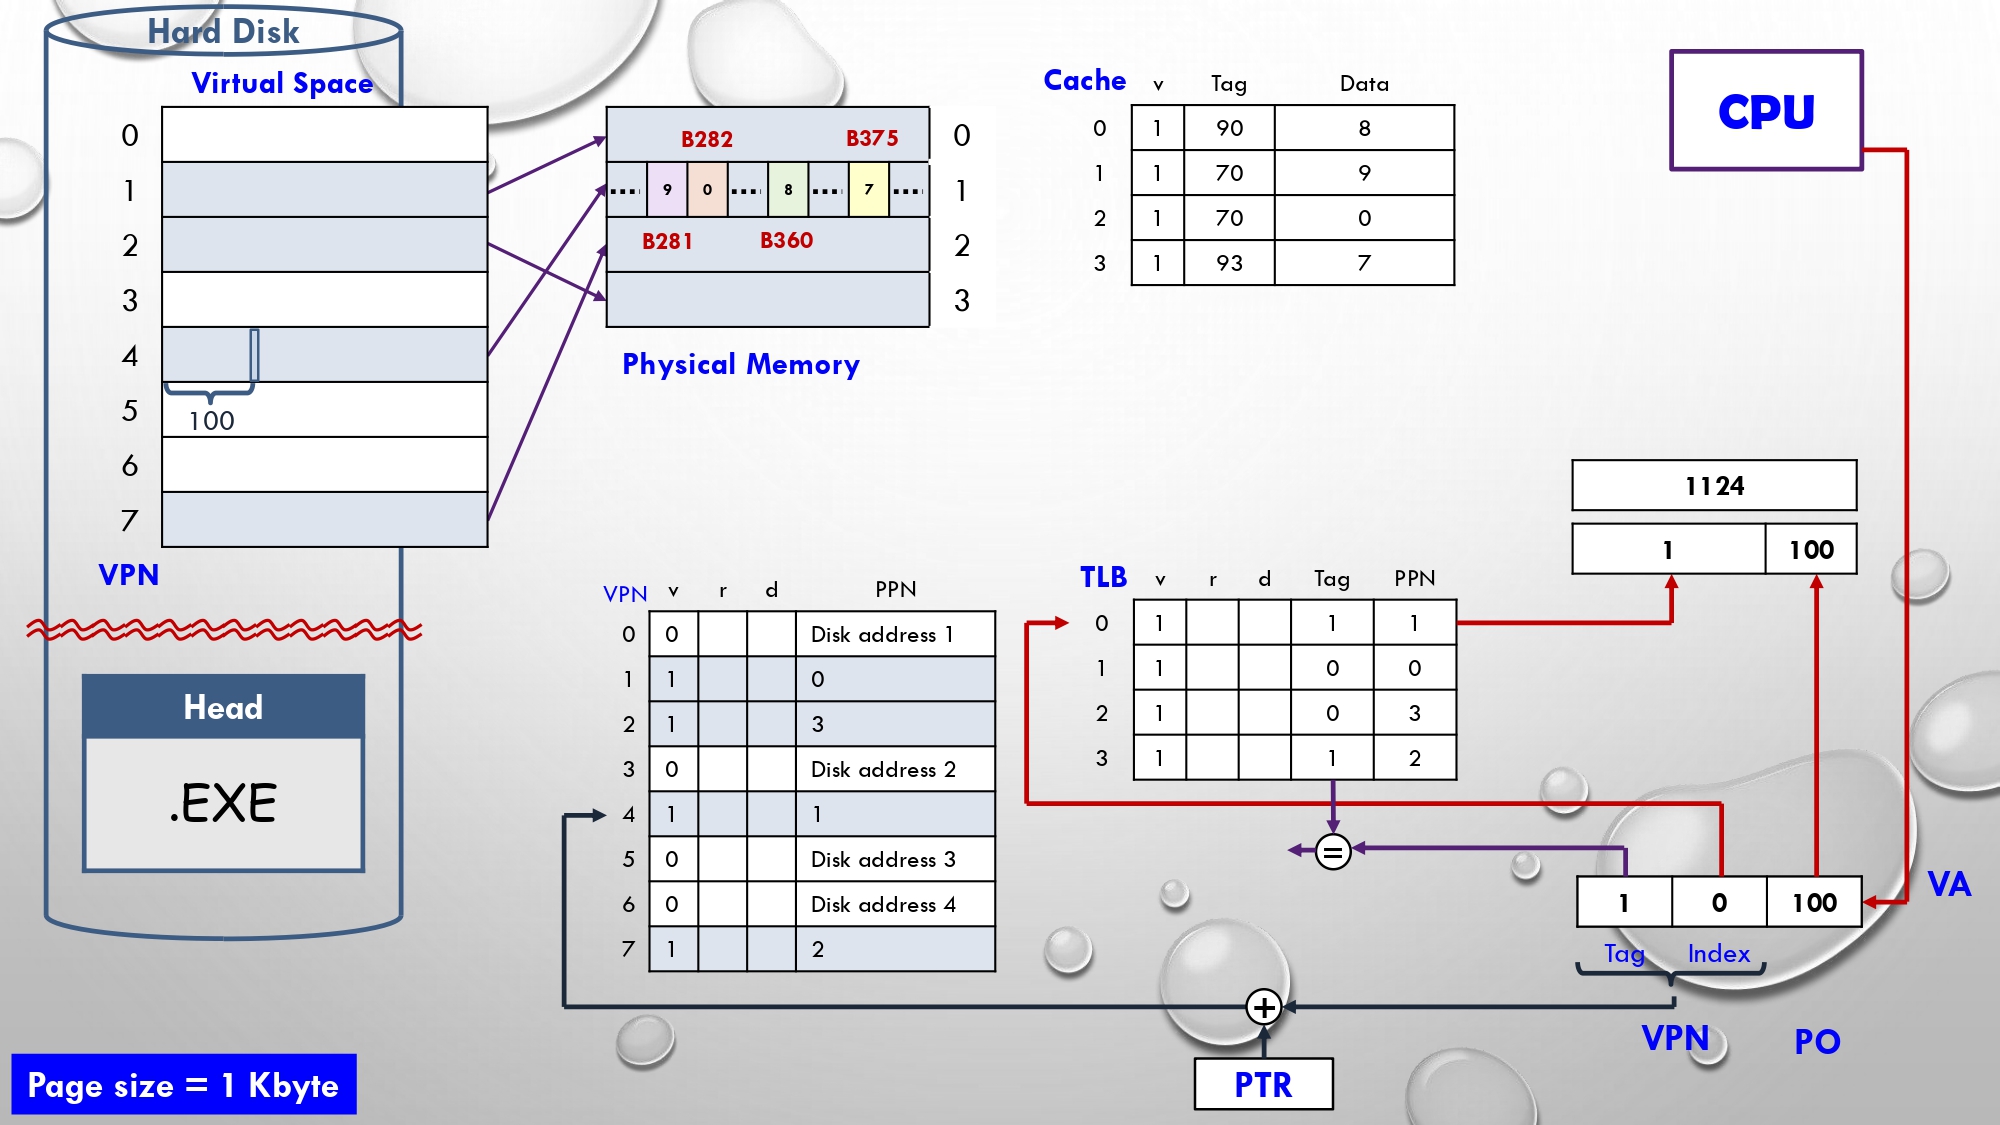 Hard Disk
Virtual Space
0
1
2
3
4
5
6
7
100
VPN
Head
.EXE
Page size = 1 Kbyte
B282 B375
.... 9 0 .... 8 .... 7 ....
B281 B360
0
1
2
3
Physical Memory
Cache v Tag Data
0 1 90 8
1 1 70 9
2 1 70 0
3 1 93 7
CPU
1124
1 100
VPN v r d PPN
0 0 Disk address 1
1 1 0
2 1 3
3 0 Disk address 2
4 1 1
5 0 Disk address 3
6 0 Disk address 4
7 1 2
TLB v r d Tag PPN
0 1 1 1
1 1 0 0
2 1 0 3
3 1 1 2
=
1 0 100
VA
Tag Index
+
VPN PO
PTR